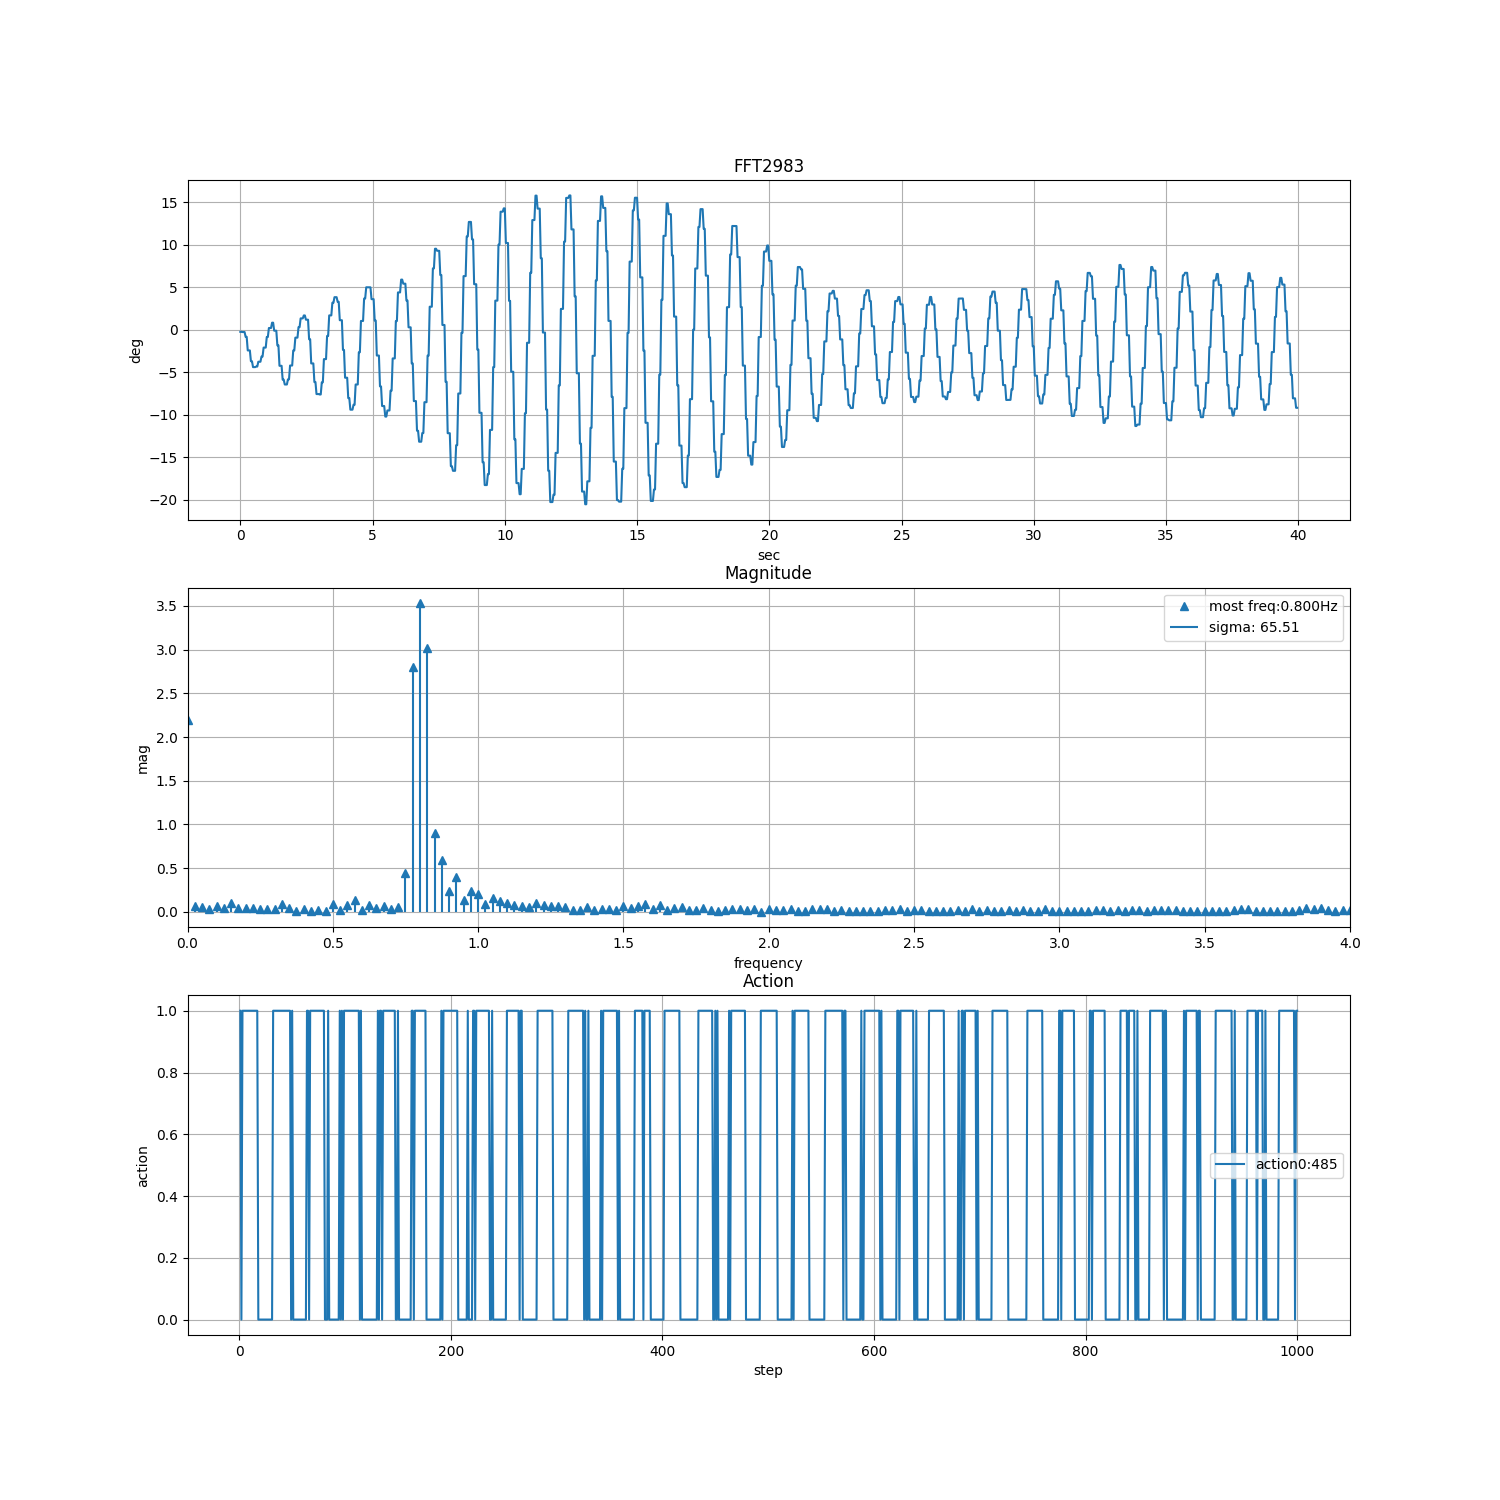 FFT2983
15
10
5
0
−5
−10
−15
−20
deg
0 5 10 15 20 25 30 35 40
sec
Magnitude
3.5
3.0
2.5
2.0
1.5
1.0
0.5
0.0
mag
most freq:0.800Hz
sigma: 65.51
0.0 0.5 1.0 1.5 2.0 2.5 3.0 3.5 4.0
frequency
Action
1.0
0.8
0.6
0.4
0.2
0.0
action
action0:485
0 200 400 600 800 1000
step